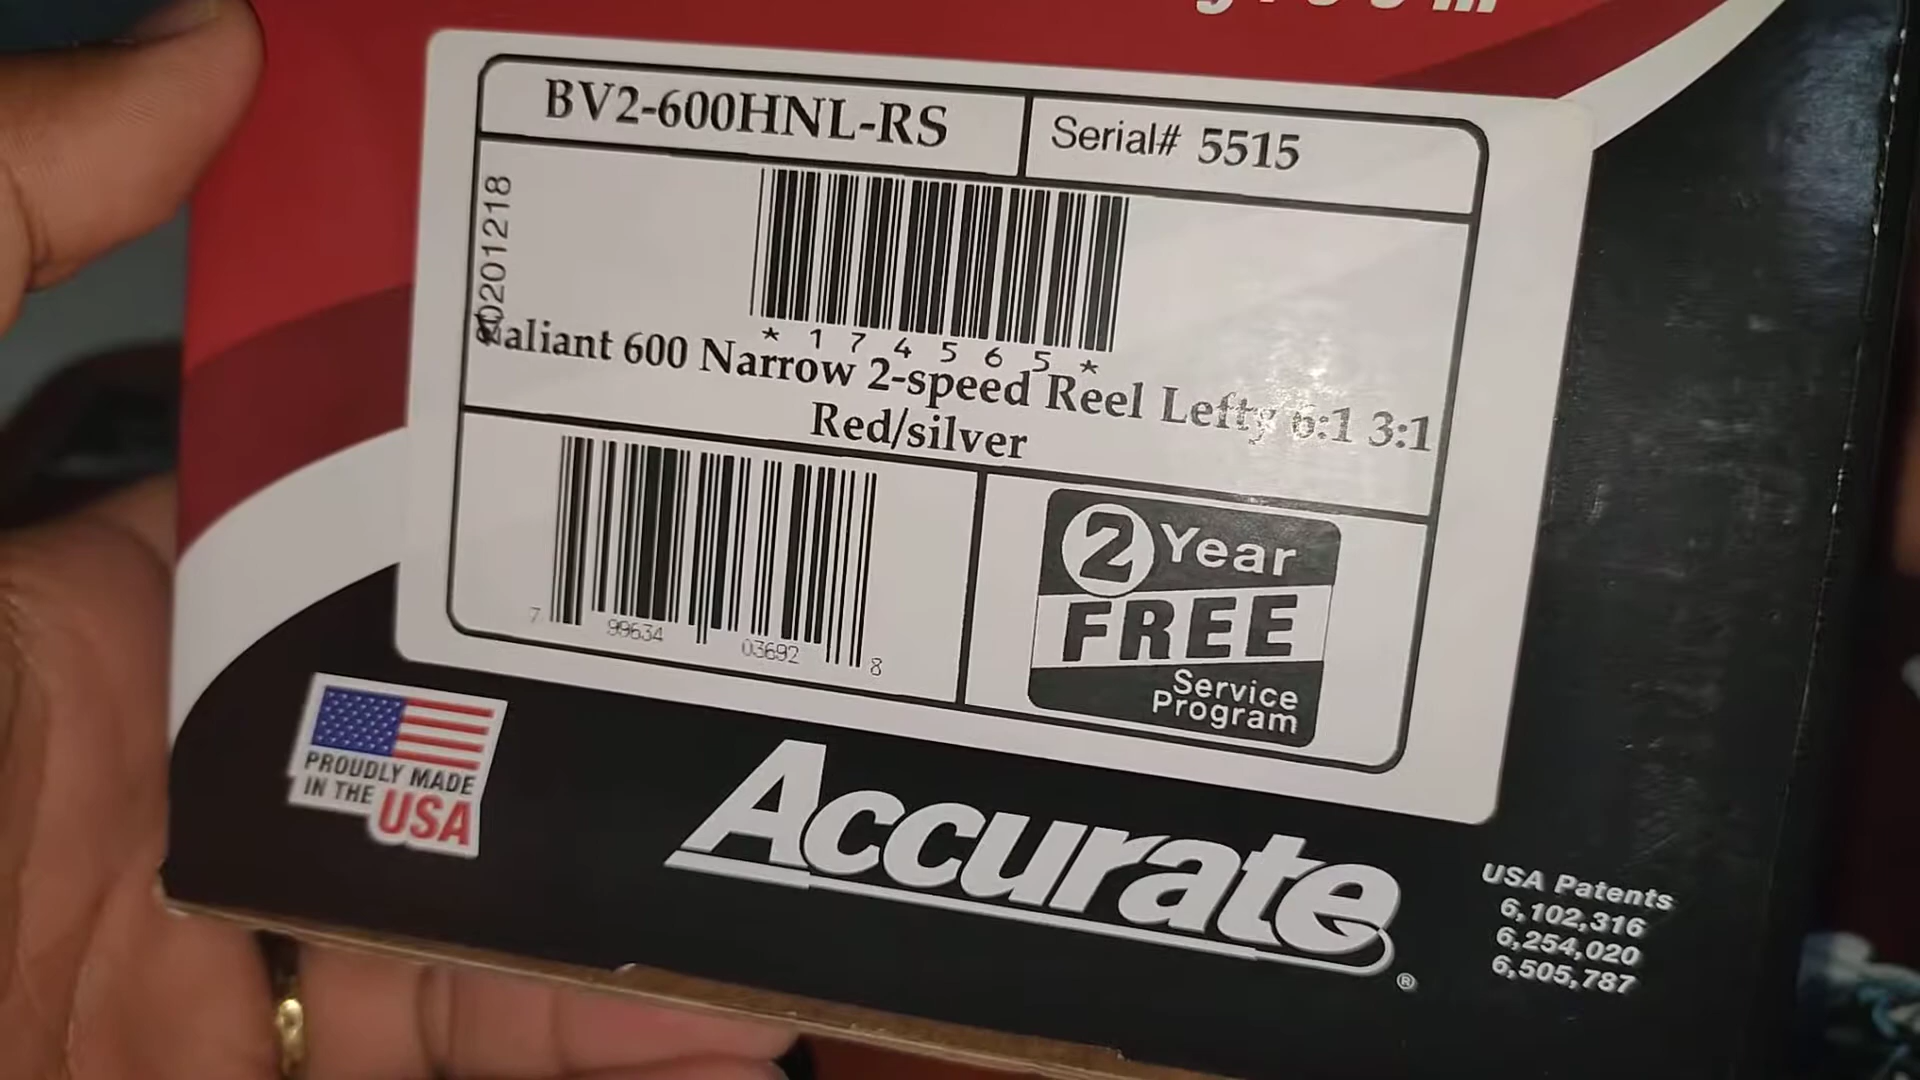 BV2-600HNL-RS
Serial# 5515
20201218
* 1 7 4 5 6 5 *
Valiant 600 Narrow 2-speed Reel Lefty 6:1 3:1
Red/silver
7 99634 03692 8
2 Year
FREE
Service
Program
PROUDLY MADE
IN THE USA
Accurate®
USA Patents
6,102,316
6,254,020
6,505,787